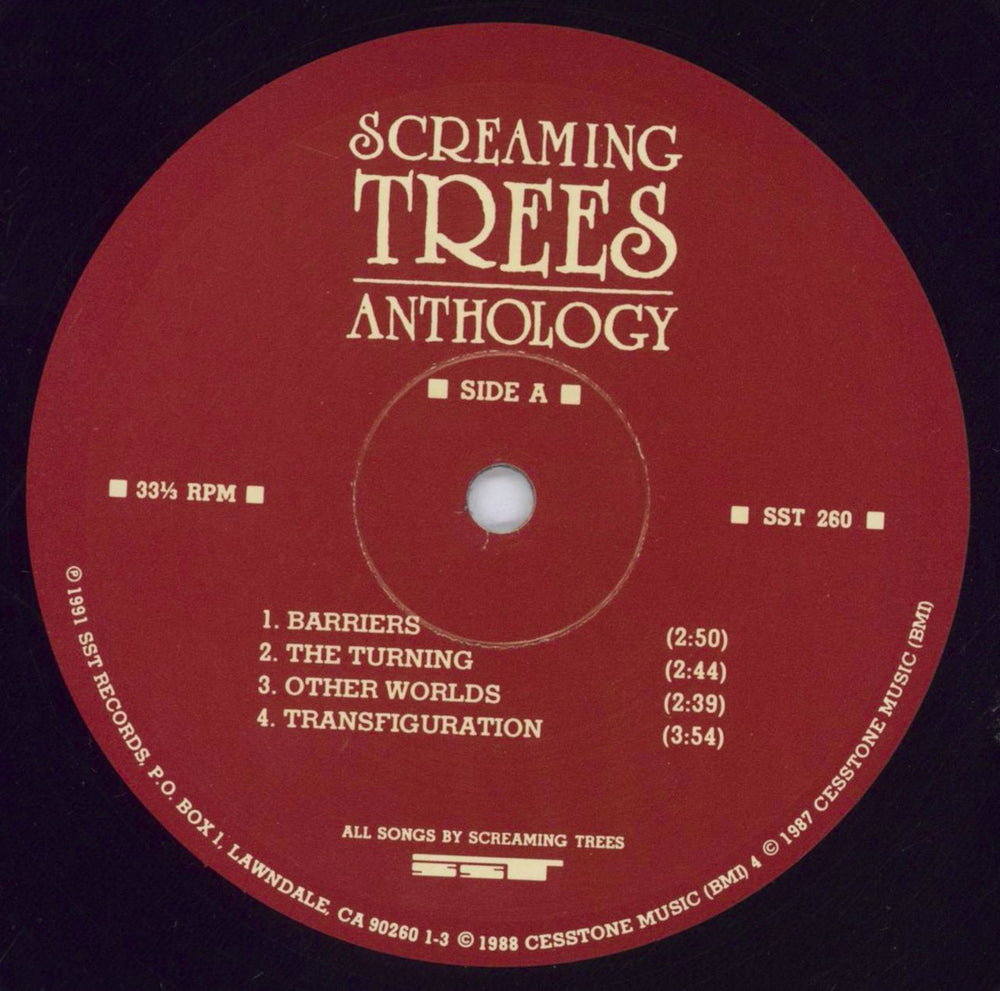 SCREAMING
TREES
ANTHOLOGY
■ SIDE A ■
■ 33⅓ RPM ■
■ SST 260 ■
1. BARRIERS (2:50)
2. THE TURNING (2:44)
3. OTHER WORLDS (2:39)
4. TRANSFIGURATION (3:54)
ALL SONGS BY SCREAMING TREES
SST
℗ 1991 SST RECORDS, P.O. BOX 1, LAWNDALE, CA 90260 1-3 © 1988 CESSTONE MUSIC (BMI) 4 © 1987 CESSTONE MUSIC (BMI)